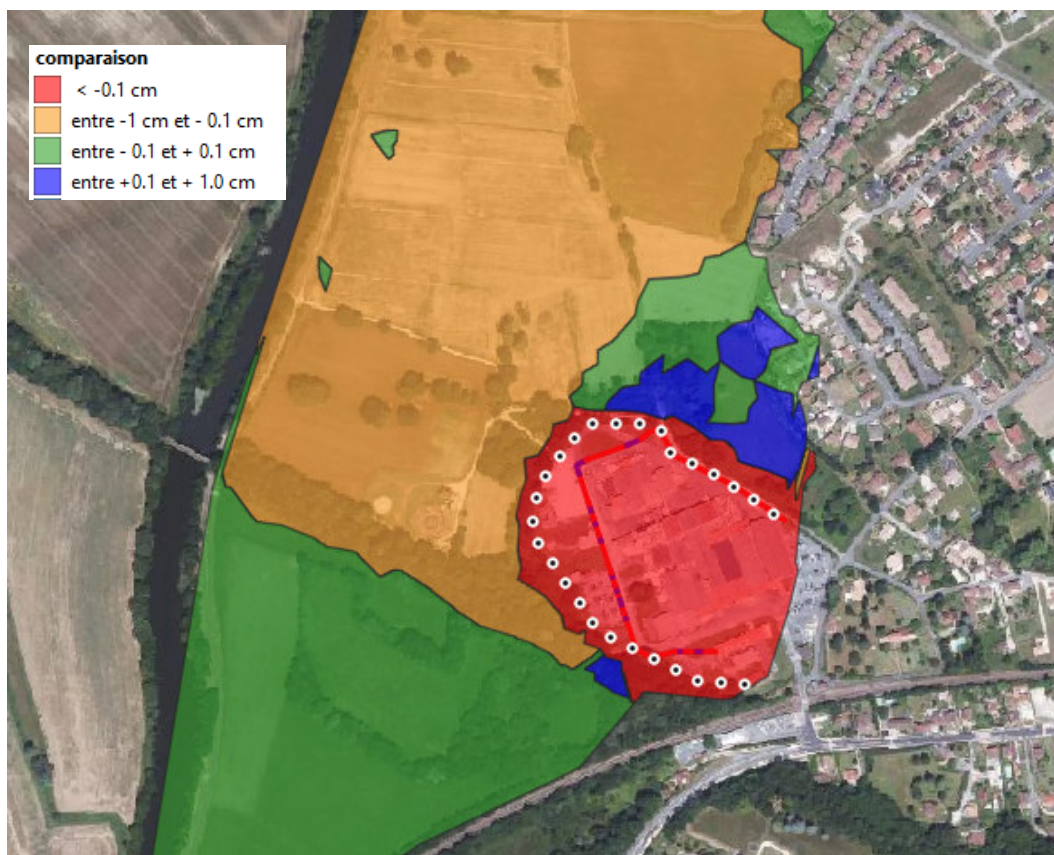 comparaison
< -0.1 cm
entre -1 cm et - 0.1 cm
entre - 0.1 et + 0.1 cm
entre +0.1 et + 1.0 cm